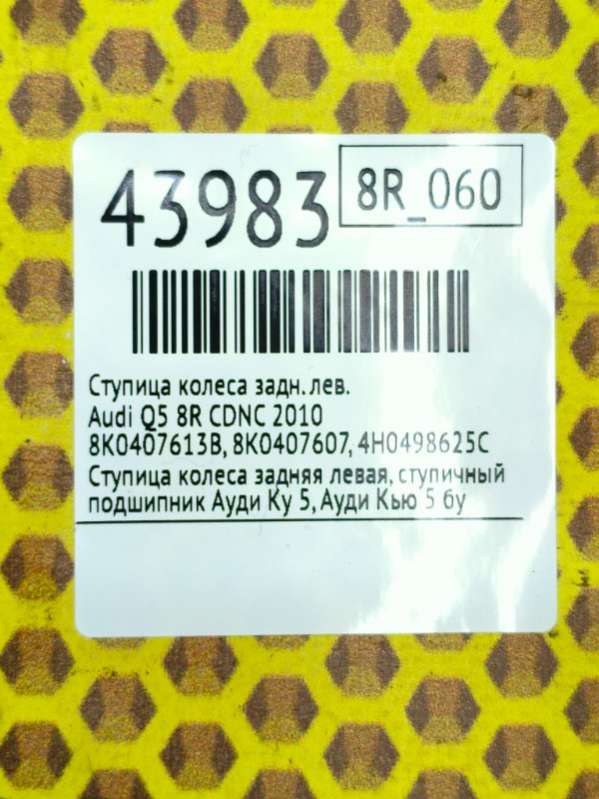 43983
8R_060
Ступица колеса задн.лев.
Audi Q5 8R CDNC 2010
8K0407613B, 8K0407607, 4H0498625C
Ступица колеса задняя левая, ступичный
подшипник Ауди Ку 5, Ауди Кью 5 бу